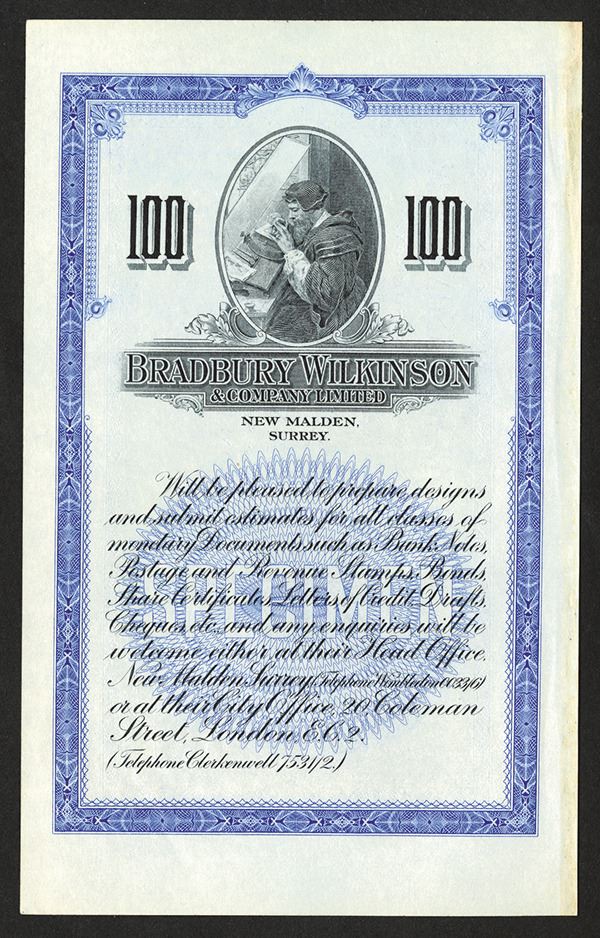 100 100
BRADBURY WILKINSON
& COMPANY LIMITED
NEW MALDEN,
SURREY.
Will be pleased to prepare designs
and submit estimates for all classes of
monetary Documents such as Bank Notes,
Postage and Revenue Stamps, Bonds,
Share Certificates, Letters of Credit, Drafts,
Cheques, etc., and any enquiries will be
welcome either at their Head Office,
New Malden, Surrey (Telephone Wimbledon 0033/6)
or at their City Office, 20 Coleman
Street, London E.C.2.
(Telephone Clerkenwell 7531/2.)
SPECIMEN